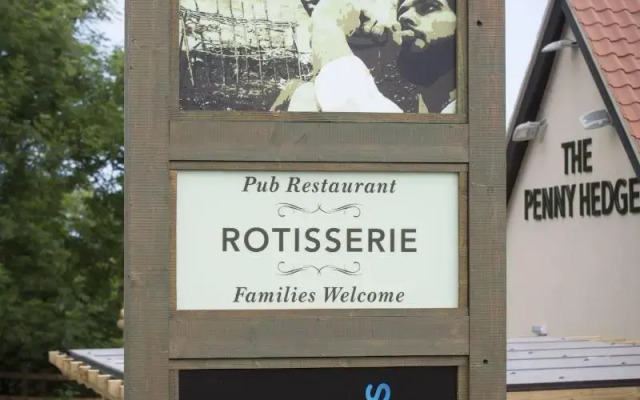 Pub Restaurant
ROTISSERIE
Families Welcome
THE
PENNY HEDGE